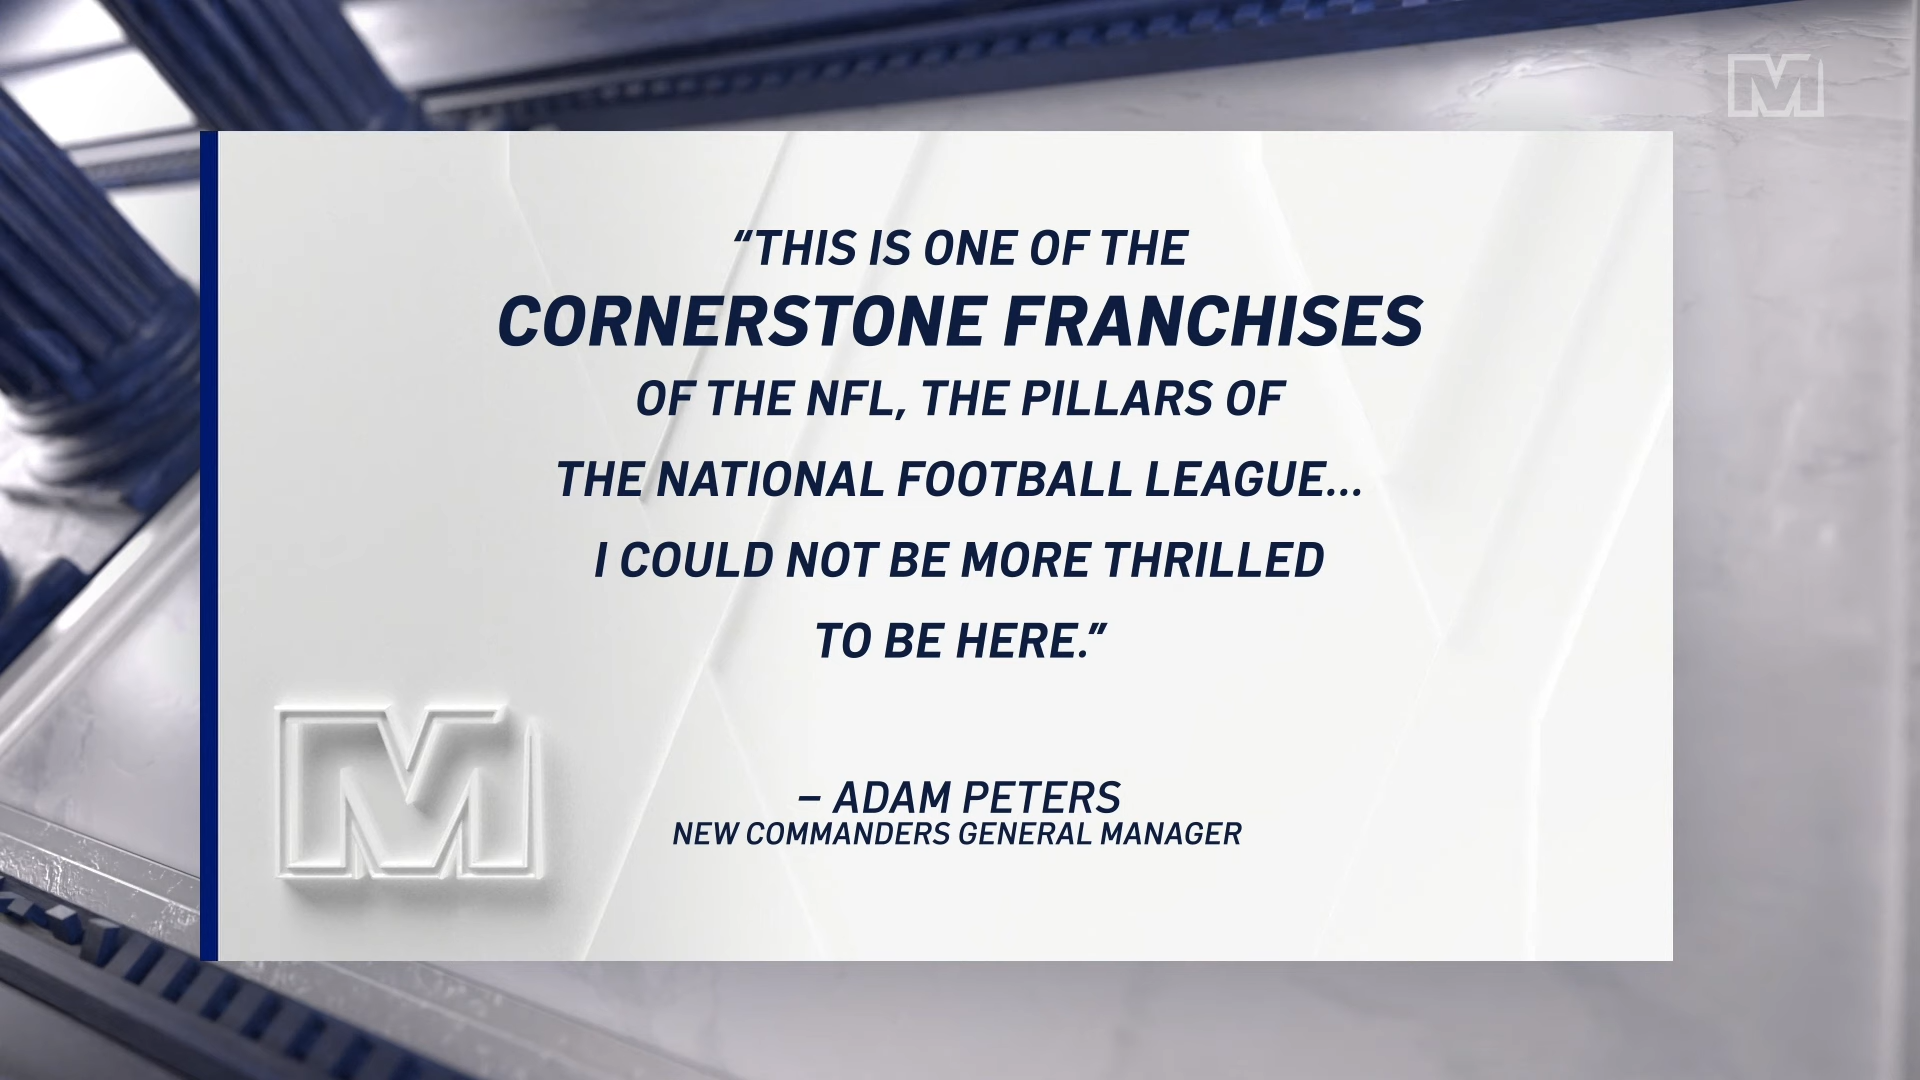 “THIS IS ONE OF THE
CORNERSTONE FRANCHISES
OF THE NFL, THE PILLARS OF
THE NATIONAL FOOTBALL LEAGUE...
I COULD NOT BE MORE THRILLED
TO BE HERE.”
– ADAM PETERS
NEW COMMANDERS GENERAL MANAGER
M
M